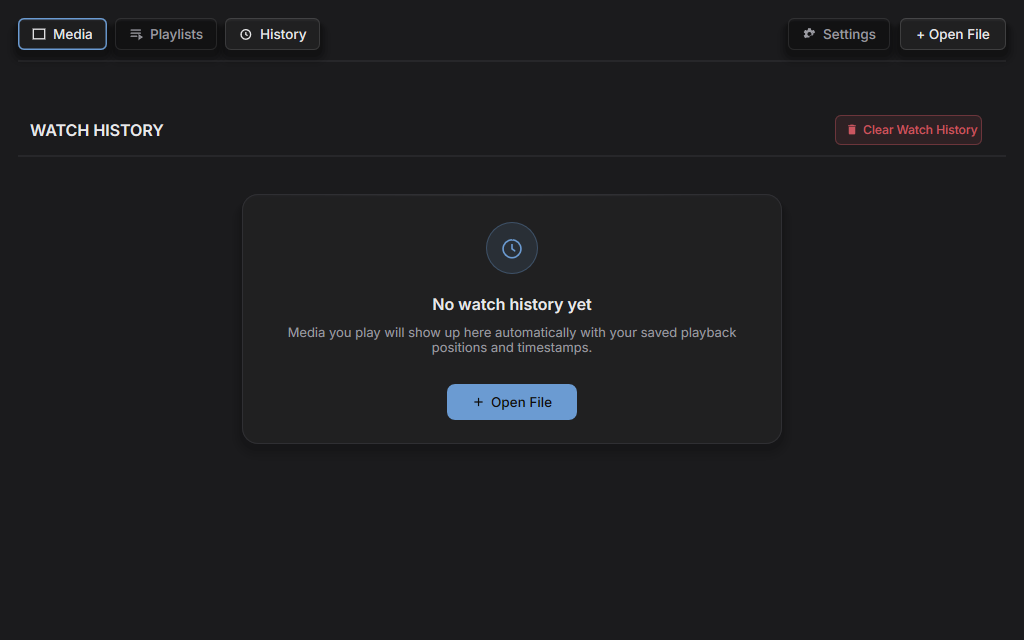 Media
Playlists
History
Settings
+ Open File
WATCH HISTORY
Clear Watch History
No watch history yet
Media you play will show up here automatically with your saved playback
positions and timestamps.
+ Open File